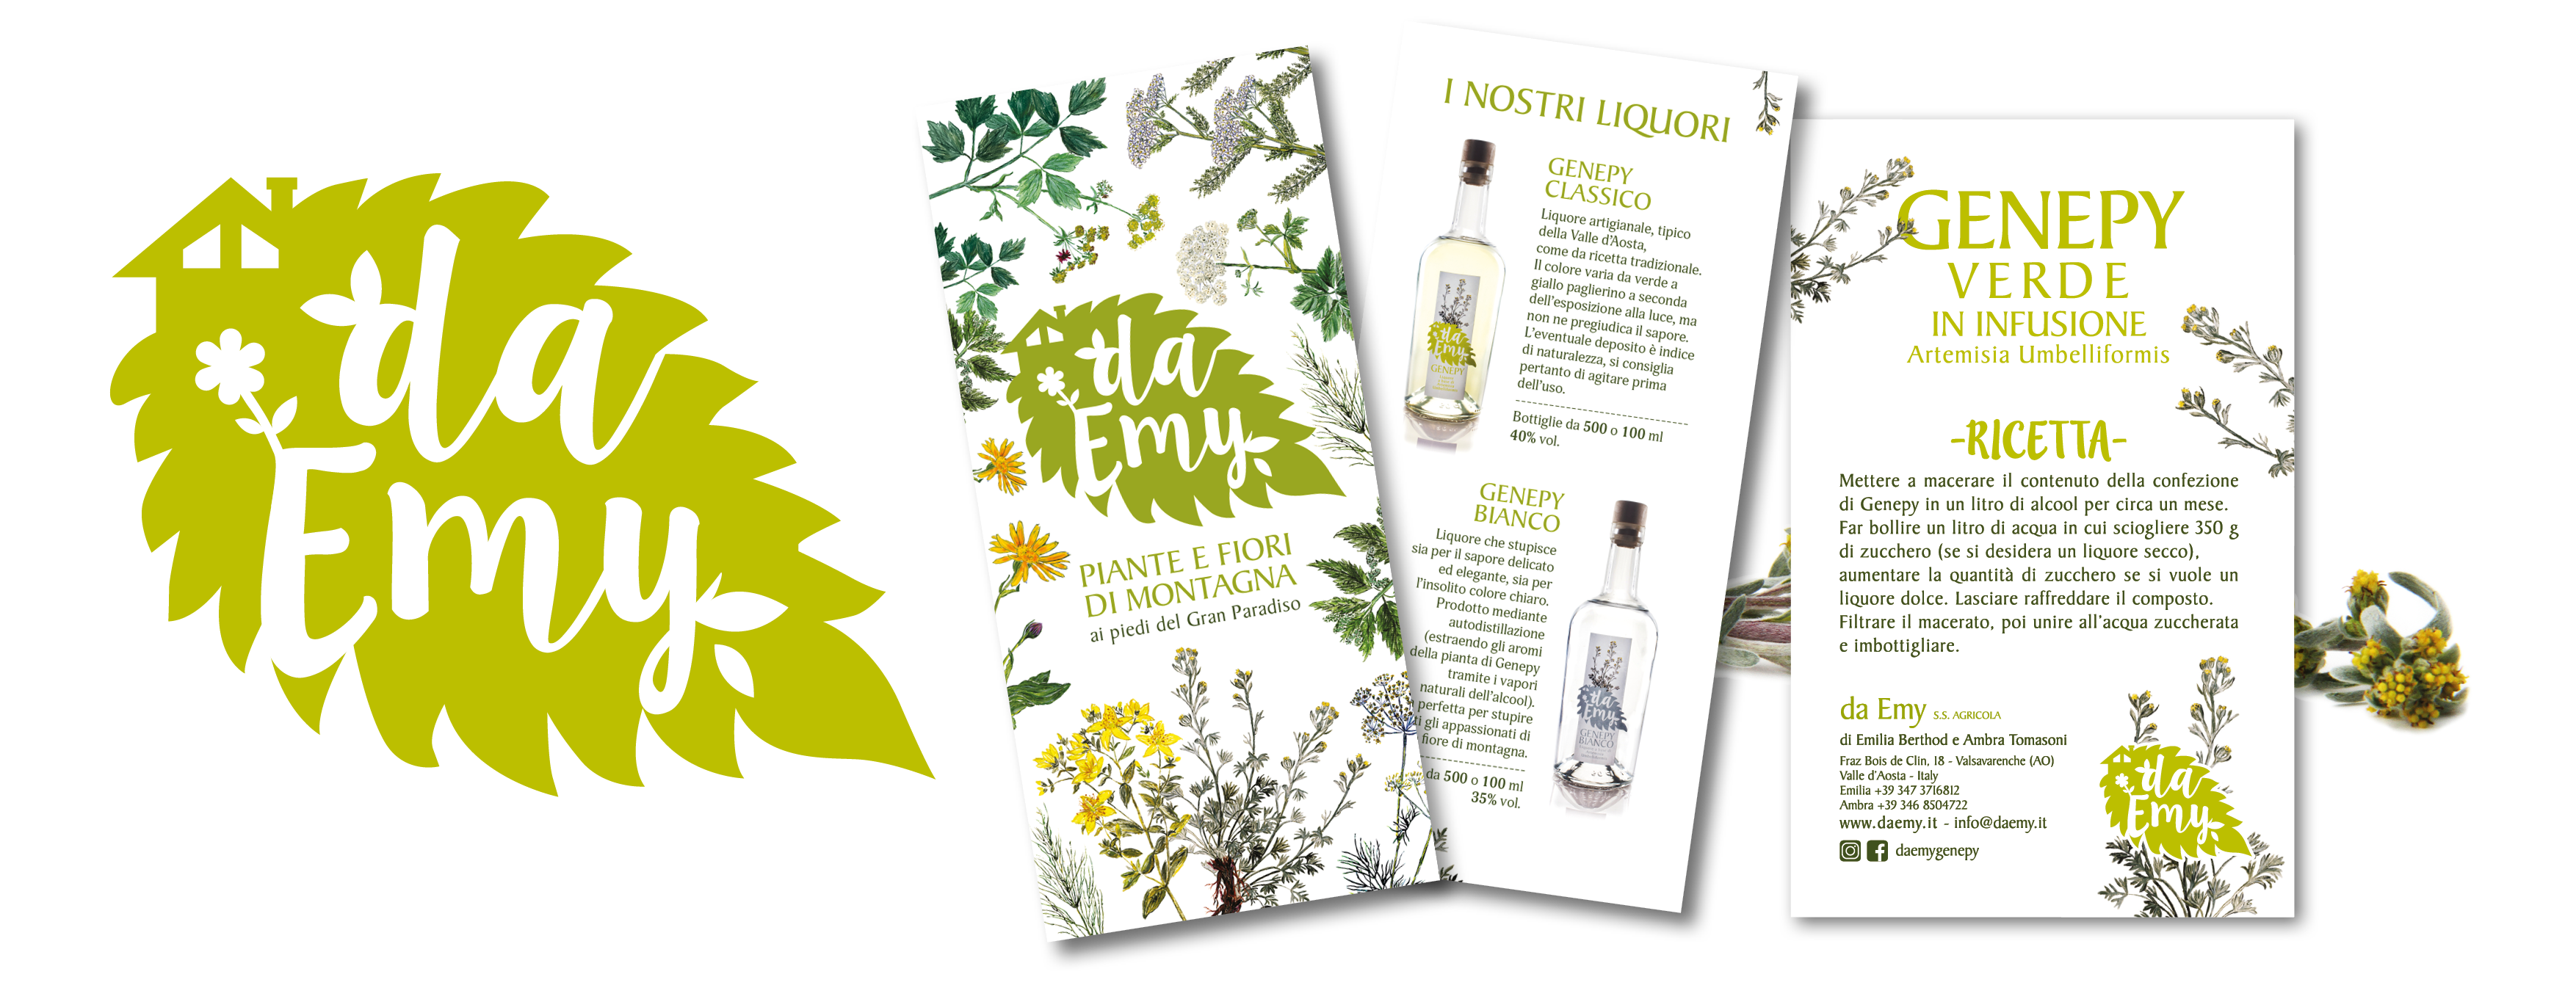 da
Emy
da
Emy
PIANTE E FIORI
DI MONTAGNA
ai piedi del Gran Paradiso
I NOSTRI LIQUORI
GENEPY
CLASSICO
Liquore artigianale, tipico
della Valle d'Aosta,
come da ricetta tradizionale.
Il colore varia da verde a
giallo paglierino a seconda
dell'esposizione alla luce, ma
non ne pregiudica il sapore.
L'eventuale deposito è indice
di naturalezza, si consiglia
pertanto di agitare prima
dell'uso.
Bottiglie da 500 o 100 ml
40% vol.
da
Emy
GENEPY
GENEPY
BIANCO
Liquore che stupisce
sia per il sapore delicato
ed elegante, sia per
l'insolito colore chiaro.
Prodotto mediante
autodistillazione
(estraendo gli aromi
della pianta di Genepy
tramite i vapori
naturali dell'alcool).
perfetta per stupire
ti gli appassionati di
fiore di montagna.
da 500 o 100 ml
35% vol.
da
Emy
GENEPY
BIANCO
GENEPY
VERDE
IN INFUSIONE
Artemisia Umbelliformis
-RICETTA-
Mettere a macerare il contenuto della confezione
di Genepy in un litro di alcool per circa un mese.
Far bollire un litro di acqua in cui sciogliere 350 g
di zucchero (se si desidera un liquore secco),
aumentare la quantità di zucchero se si vuole un
liquore dolce. Lasciare raffreddare il composto.
Filtrare il macerato, poi unire all'acqua zuccherata
e imbottigliare.
da Emy S.S. AGRICOLA
di Emilia Berthod e Ambra Tomasoni
Fraz Bois de Clin, 18 - Valsavarenche (AO)
Valle d'Aosta - Italy
Emilia +39 347 3716812
Ambra +39 346 8504722
www.daemy.it - info@daemy.it
daemygenepy
da
Emy